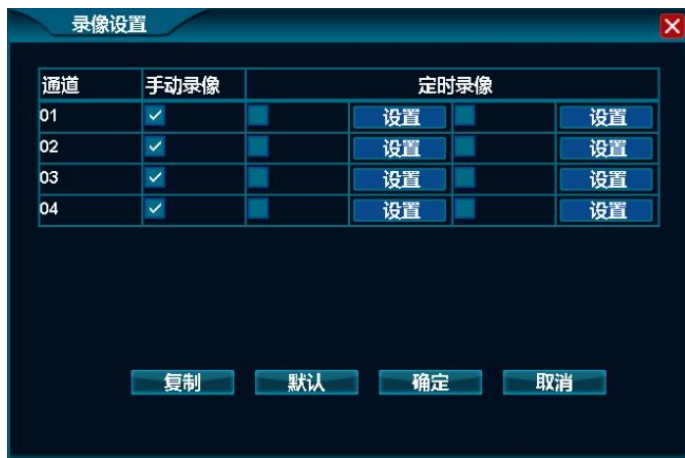 录像设置
通道 手动录像 定时录像
01 设置 设置
02 设置 设置
03 设置 设置
04 设置 设置
复制 默认 确定 取消